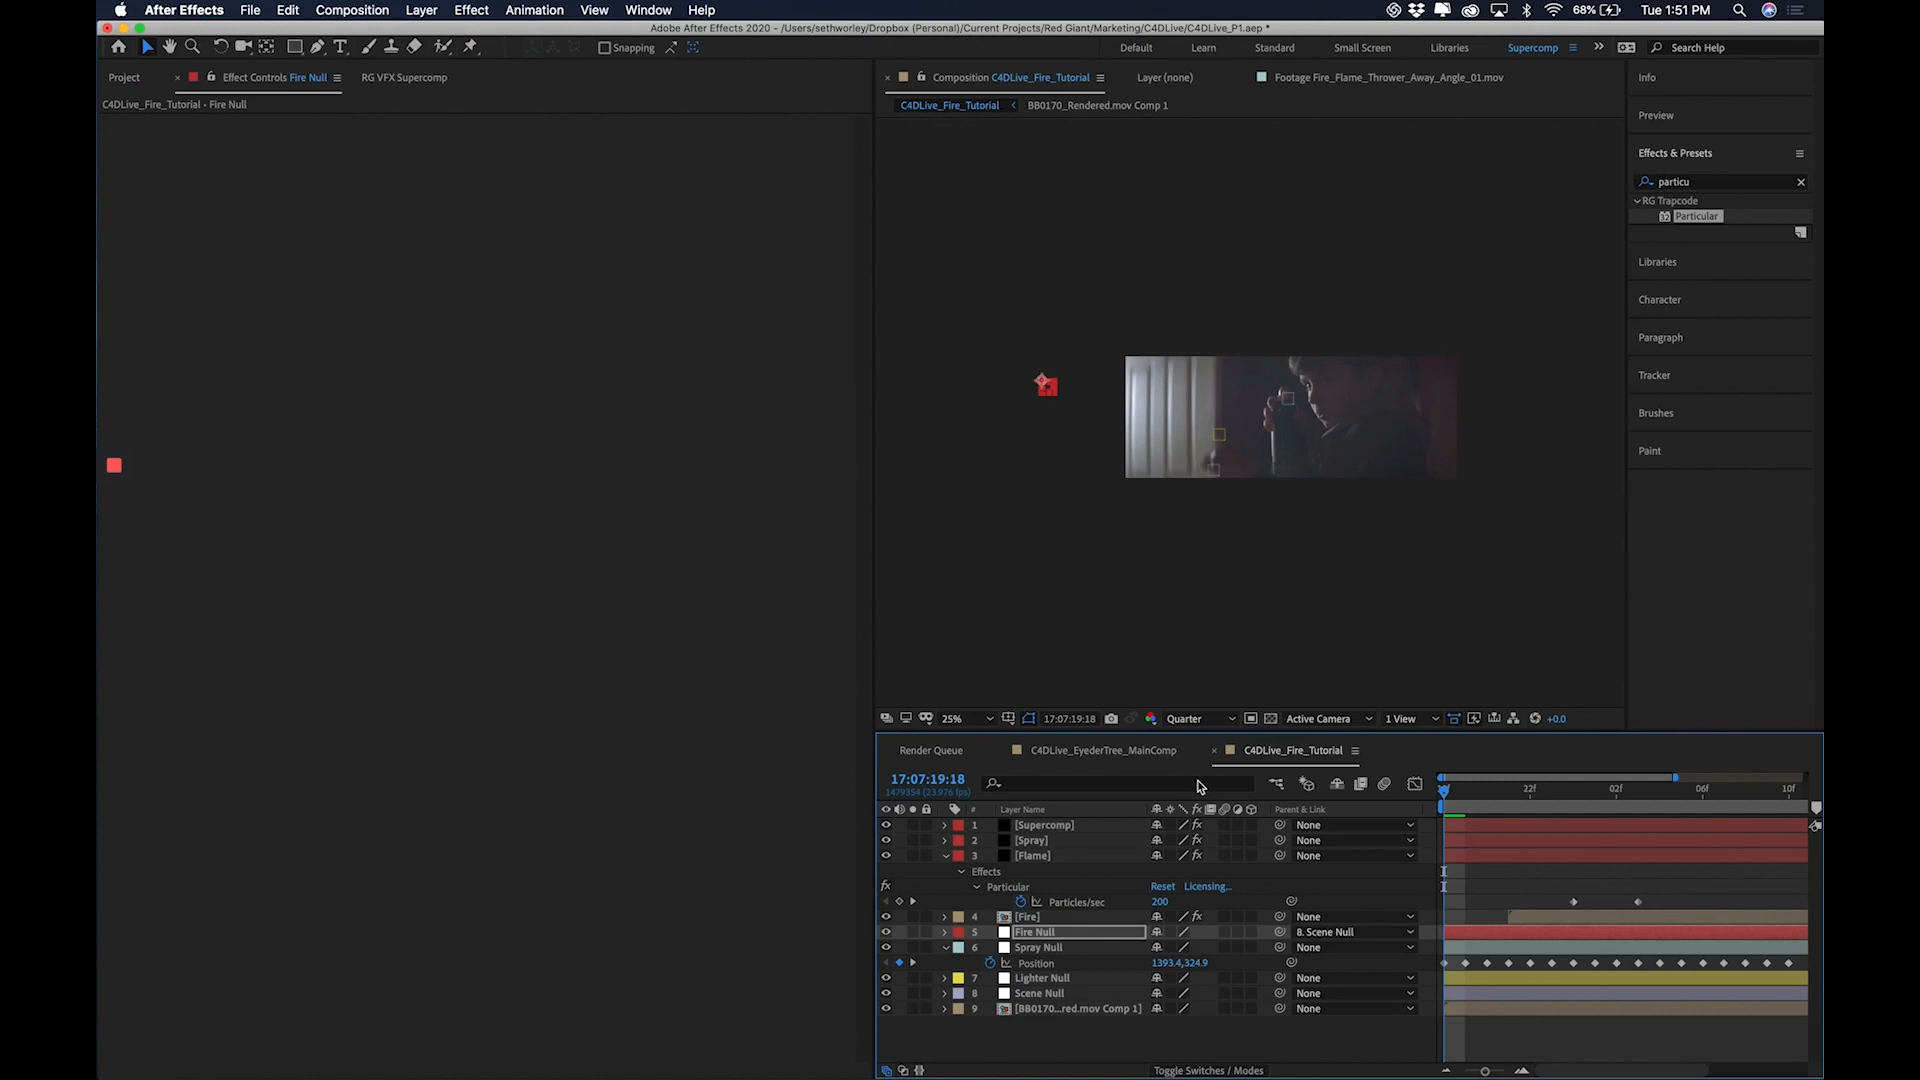 After Effects File Edit Composition Layer Effect Animation View Window Help 68% Tue 1:51 PM
Adobe After Effects 2020 - /Users/sethworley/Dropbox (Personal)/Current Projects/Red Giant/Marketing/C4DLive/C4DLive_P1.aep *
Snapping Default Learn Standard Small Screen Libraries Supercomp Search Help
Project Effect Controls Fire Null RG VFX Supercomp Composition C4DLive_Fire_Tutorial Layer (none) Footage Fire_Flame_Thrower_Away_Angle_01.mov Info
C4DLive_Fire_Tutorial • Fire Null C4DLive_Fire_Tutorial BB0170_Rendered.mov Comp 1
Preview
Effects & Presets
particu
RG Trapcode
Particular
Libraries
Character
Paragraph
Tracker
Brushes
Paint
25% 17:07:19:18 Quarter Active Camera 1 View +0.0
Render Queue C4DLive_EyederTree_MainComp C4DLive_Fire_Tutorial
17:07:19:18
1479354 (23.976 fps)
22f 02f 06f 10f
# Layer Name Parent & Link
1 [Supercomp] None
2 [Spray] None
3 [Flame] None
Effects
Particular Reset Licensing...
Particles/sec 200
4 [Fire] None
5 Fire Null 8. Scene Null
6 Spray Null None
Position 1393.4,324.9
7 Lighter Null None
8 Scene Null None
9 [BB0170...red.mov Comp 1] None
Toggle Switches / Modes